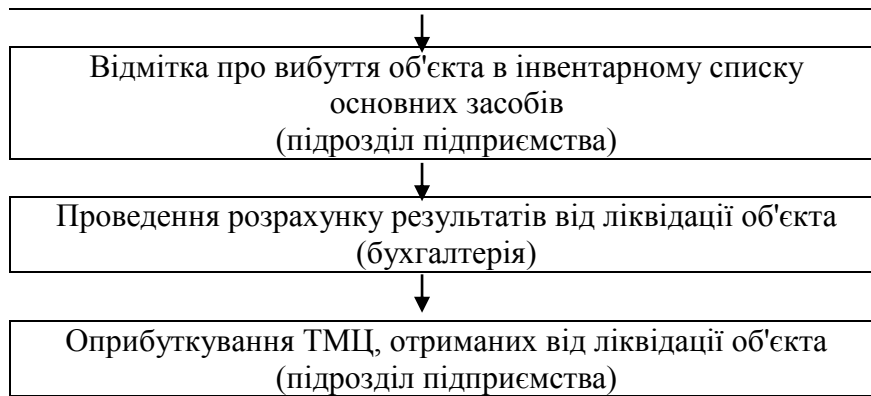 Відмітка про вибуття об'єкта в інвентарному списку
основних засобів
(підрозділ підприємства)
Проведення розрахунку результатів від ліквідації об'єкта
(бухгалтерія)
Оприбуткування ТМЦ, отриманих від ліквідації об'єкта
(підрозділ підприємства)